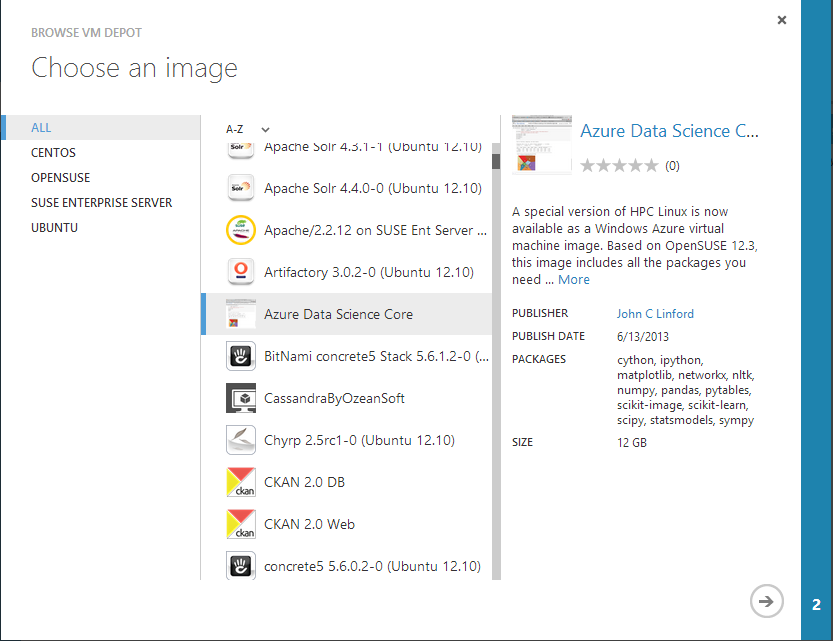 BROWSE VM DEPOT
Choose an image
ALL
CENTOS
OPENSUSE
SUSE ENTERPRISE SERVER
UBUNTU
A-Z
Apache Solr 4.3.1-1 (Ubuntu 12.10)
Apache Solr 4.4.0-0 (Ubuntu 12.10)
Apache/2.2.12 on SUSE Ent Server ...
Artifactory 3.0.2-0 (Ubuntu 12.10)
Azure Data Science Core
BitNami concrete5 Stack 5.6.1.2-0 (...
CassandraByOzeanSoft
Chyrp 2.5rc1-0 (Ubuntu 12.10)
ckan CKAN 2.0 DB
ckan CKAN 2.0 Web
concrete5 5.6.0.2-0 (Ubuntu 12.10)
Azure Data Science C...
(0)
A special version of HPC Linux is now
available as a Windows Azure virtual
machine image. Based on OpenSUSE 12.3,
this image includes all the packages you
need ... More
PUBLISHER John C Linford
PUBLISH DATE 6/13/2013
PACKAGES cython, ipython,
matplotlib, networkx, nltk,
numpy, pandas, pytables,
scikit-image, scikit-learn,
scipy, statsmodels, sympy
SIZE 12 GB
2